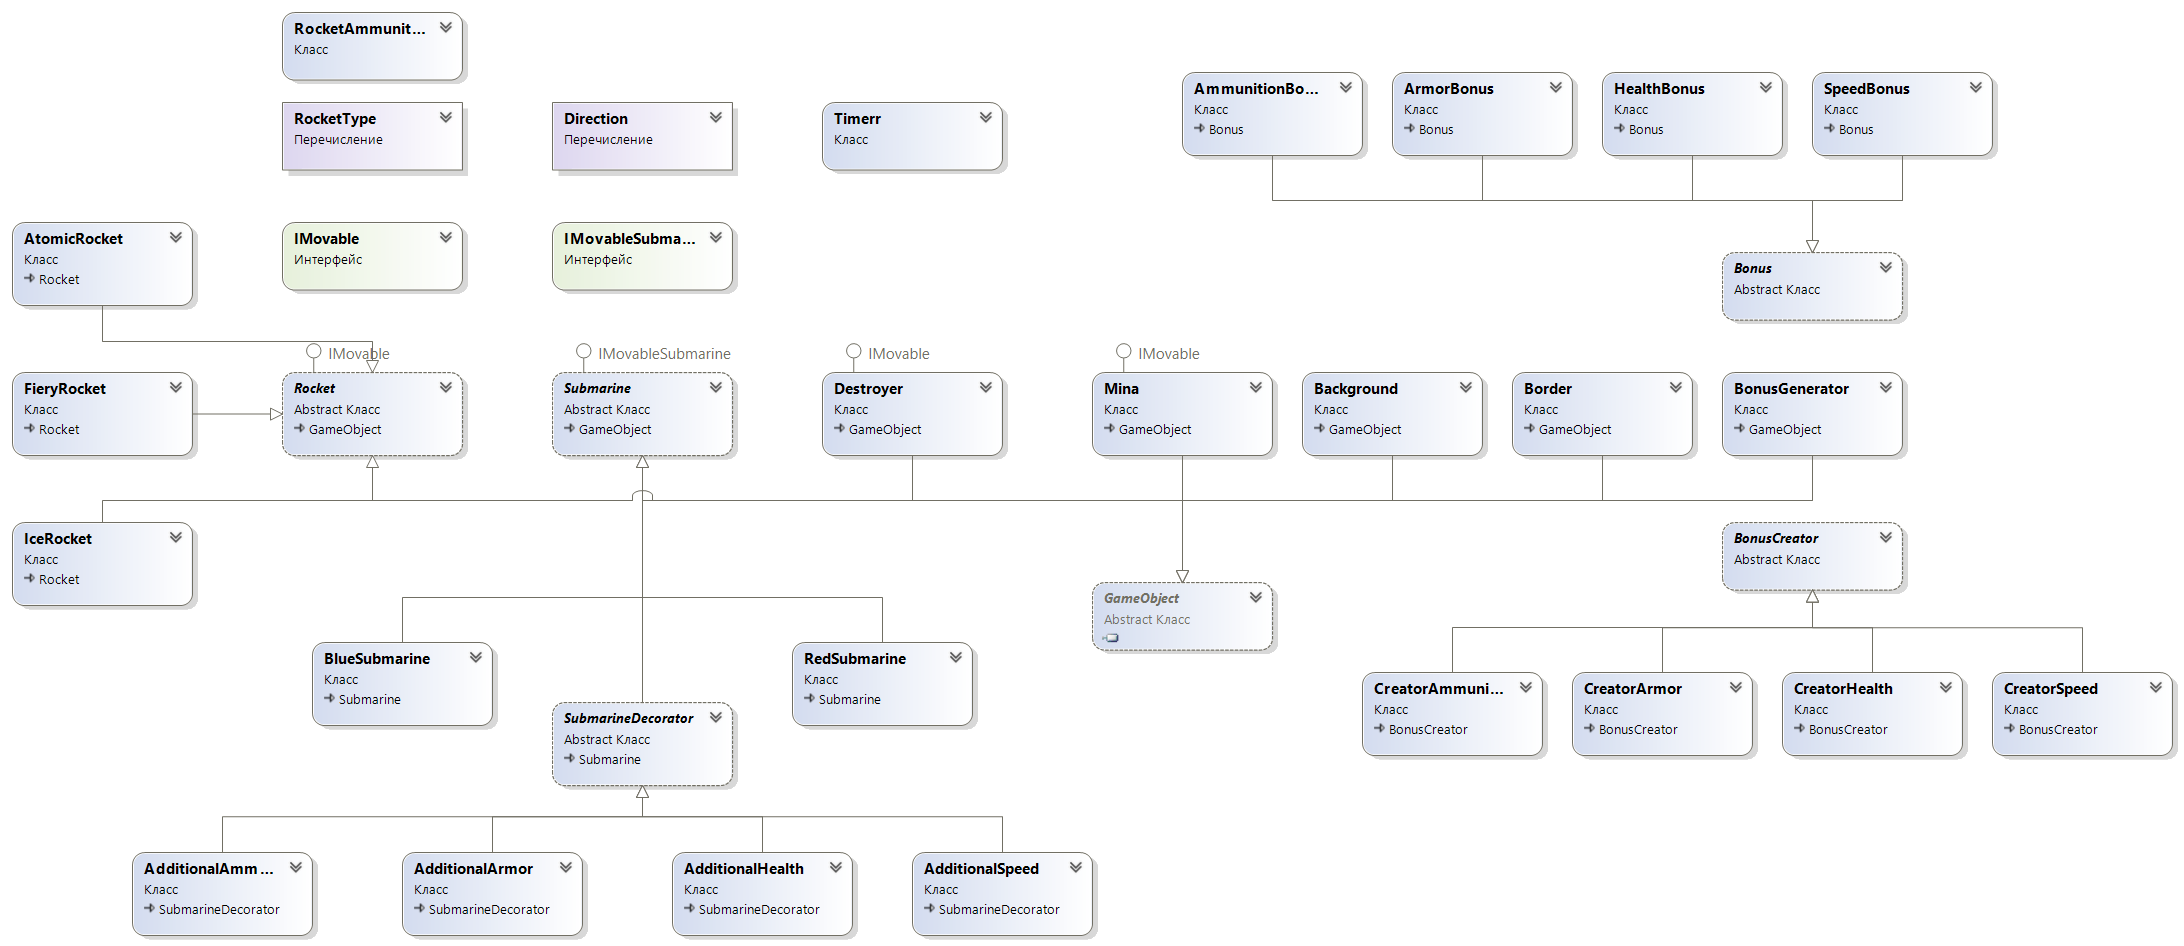 RocketAmmunit...
Класс
RocketType
Перечисление
Direction
Перечисление
Timerr
Класс
AmmunitionBo...
Класс
Bonus
ArmorBonus
Класс
Bonus
HealthBonus
Класс
Bonus
SpeedBonus
Класс
Bonus
AtomicRocket
Класс
Rocket
IMovable
Интерфейс
IMovableSubma...
Интерфейс
Bonus
Abstract Класс
FieryRocket
Класс
Rocket
IMovable
Rocket
Abstract Класс
GameObject
IMovableSubmarine
Submarine
Abstract Класс
GameObject
IMovable
Destroyer
Класс
GameObject
IMovable
Mina
Класс
GameObject
Background
Класс
GameObject
Border
Класс
GameObject
BonusGenerator
Класс
GameObject
IceRocket
Класс
Rocket
GameObject
Abstract Класс
BonusCreator
Abstract Класс
BlueSubmarine
Класс
Submarine
SubmarineDecorator
Abstract Класс
Submarine
RedSubmarine
Класс
Submarine
CreatorAmmuni...
Класс
BonusCreator
CreatorArmor
Класс
BonusCreator
CreatorHealth
Класс
BonusCreator
CreatorSpeed
Класс
BonusCreator
AdditionalAmm...
Класс
SubmarineDecorator
AdditionalArmor
Класс
SubmarineDecorator
AdditionalHealth
Класс
SubmarineDecorator
AdditionalSpeed
Класс
SubmarineDecorator